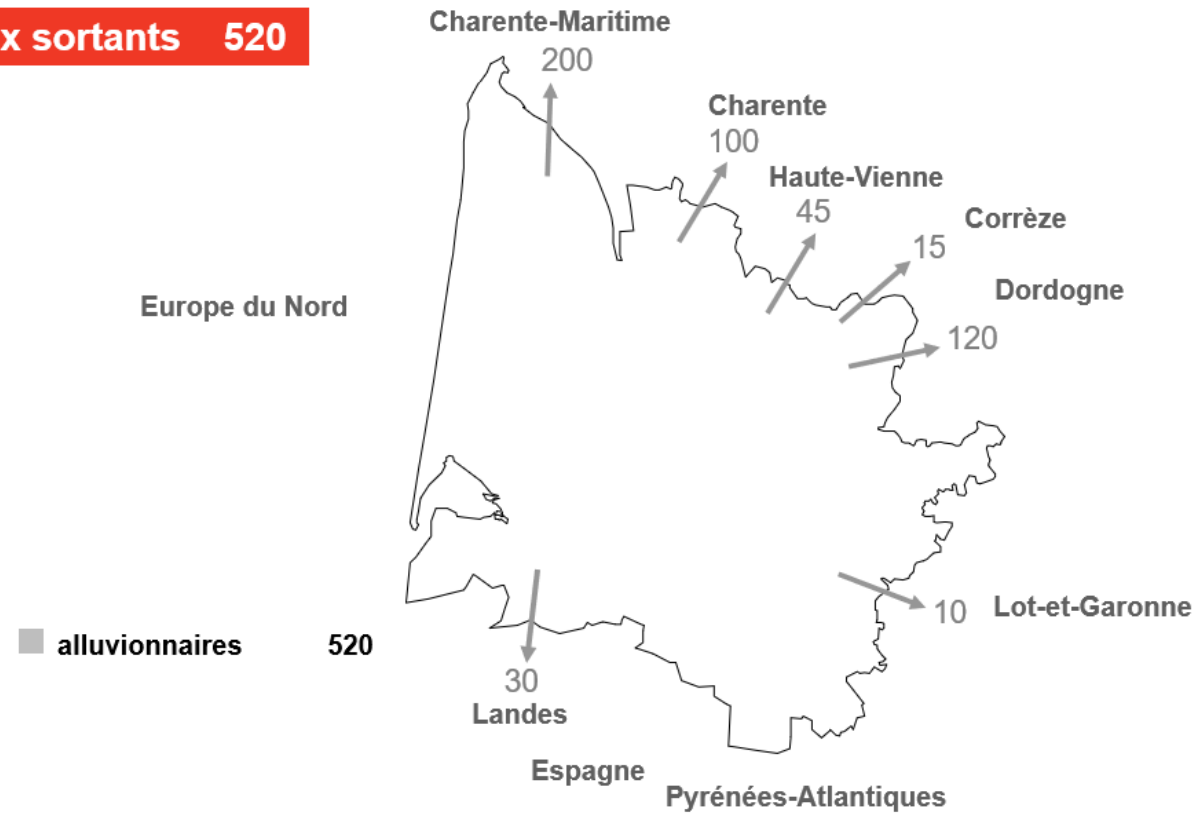 x sortants 520
Charente-Maritime
200
Charente
100
Haute-Vienne
45
Corrèze
15
Dordogne
120
Europe du Nord
10 Lot-et-Garonne
alluvionnaires 520
30
Landes
Espagne
Pyrénées-Atlantiques